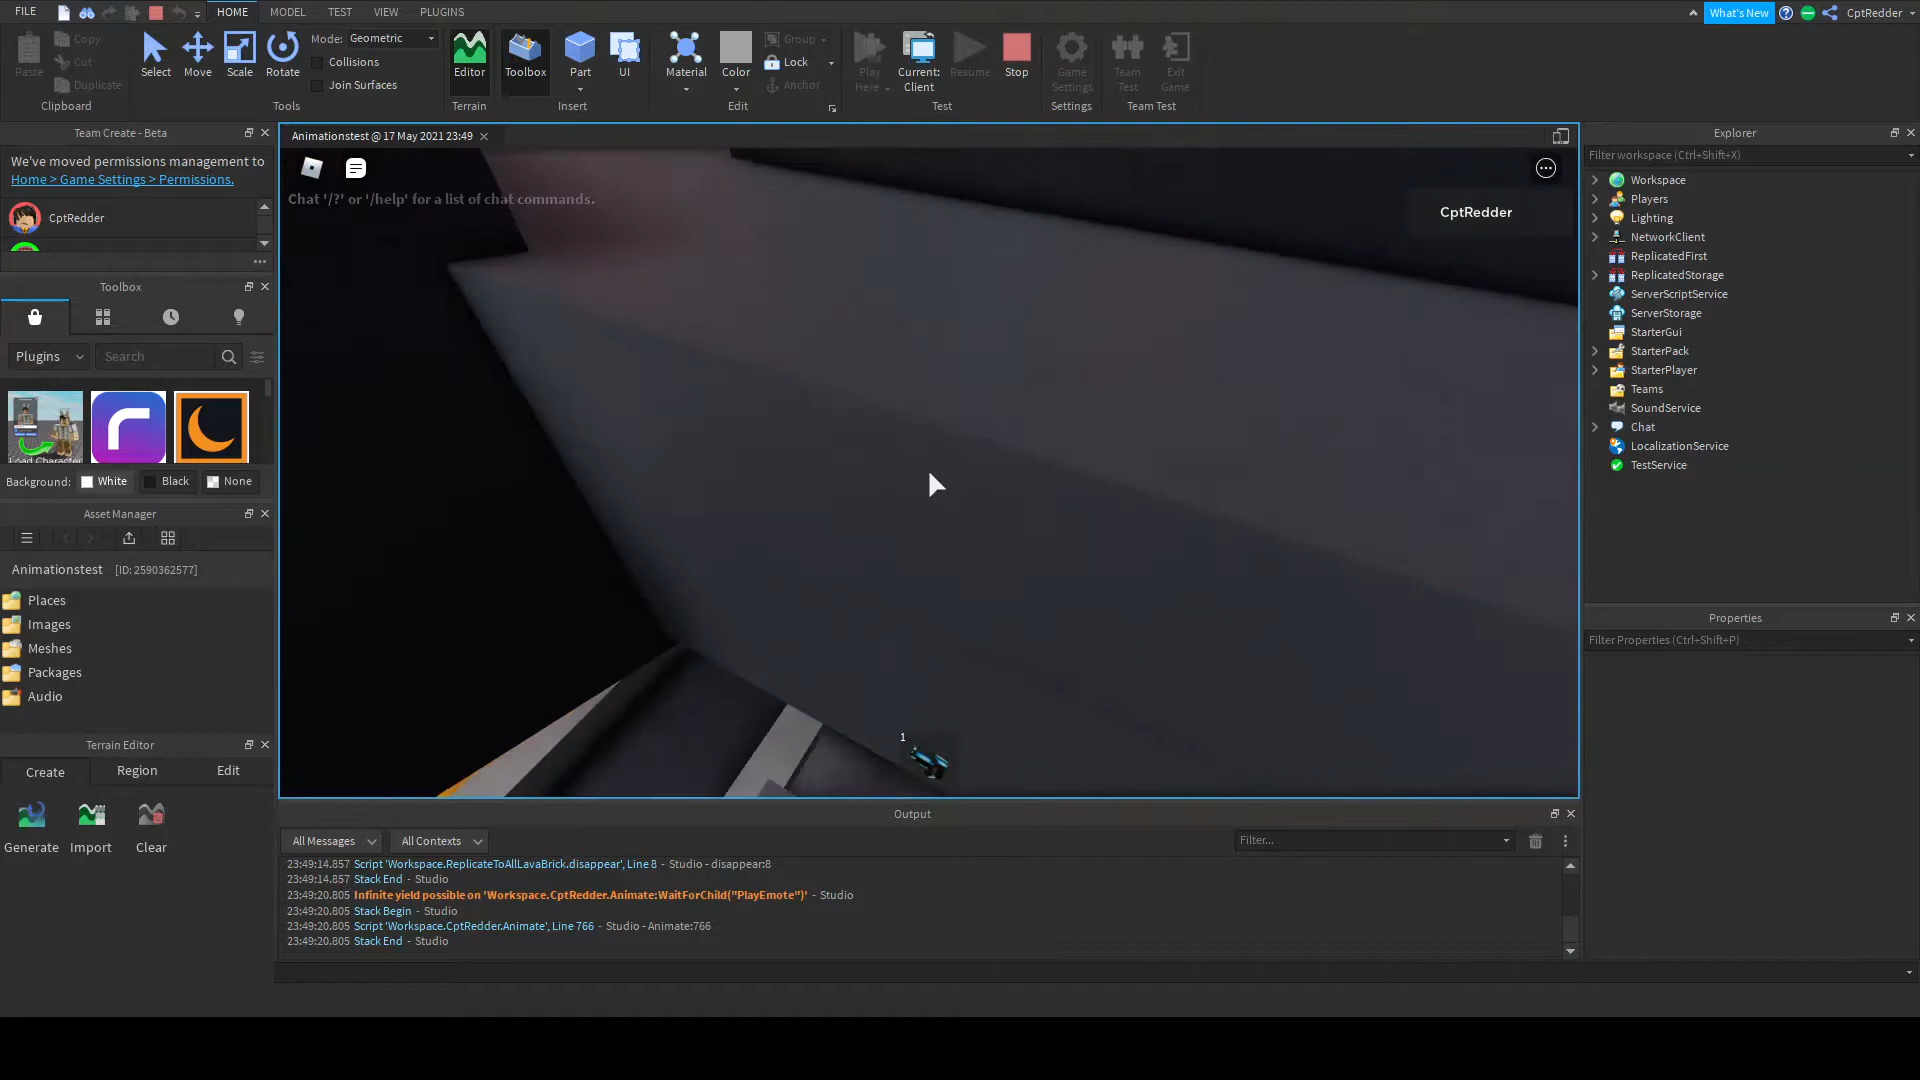 FILE
HOME
MODEL
TEST
VIEW
PLUGINS
What's New
CptRedder
Paste
Copy
Cut
Duplicate
Clipboard
Select
Move
Scale
Rotate
Mode: Geometric
Collisions
Join Surfaces
Tools
Editor
Terrain
Toolbox
Part
UI
Insert
Material
Color
Group
Lock
Anchor
Edit
Play
Here
Current:
Client
Resume
Stop
Test
Game
Settings
Settings
Team
Test
Exit
Game
Team Test
Team Create - Beta
We've moved permissions management to
Home > Game Settings > Permissions.
CptRedder
Toolbox
Plugins
Search
Load Character
Background: White Black None
Asset Manager
Animationstest [ID: 2590362577]
Places
Images
Meshes
Packages
Audio
Terrain Editor
Create Region Edit
Generate Import Clear
Animationstest @ 17 May 2021 23:49
Chat '/?' or '/help' for a list of chat commands.
CptRedder
1
Output
All Messages
All Contexts
Filter...
23:49:14.857 Script 'Workspace.ReplicateToAllLavaBrick.disappear', Line 8 - Studio - disappear:8
23:49:14.857 Stack End - Studio
23:49:20.805 Infinite yield possible on 'Workspace.CptRedder.Animate:WaitForChild("PlayEmote")' - Studio
23:49:20.805 Stack Begin - Studio
23:49:20.805 Script 'Workspace.CptRedder.Animate', Line 766 - Studio - Animate:766
23:49:20.805 Stack End - Studio
Explorer
Filter workspace (Ctrl+Shift+X)
Workspace
Players
Lighting
NetworkClient
ReplicatedFirst
ReplicatedStorage
ServerScriptService
ServerStorage
StarterGui
StarterPack
StarterPlayer
Teams
SoundService
Chat
LocalizationService
TestService
Properties
Filter Properties (Ctrl+Shift+P)